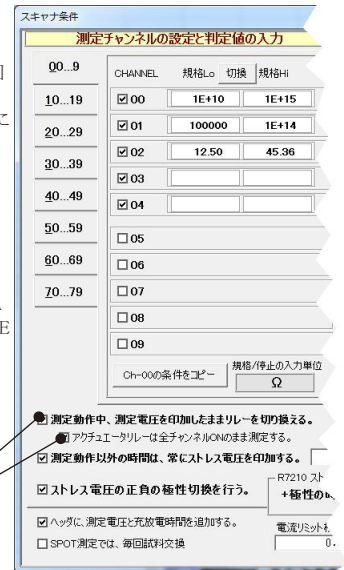 スキャナ条件
測定チャンネルの設定と判定値の入力
00...9
10...19
20...29
30...39
40...49
50...59
60...69
70...79
CHANNEL 規格Lo 切換 規格Hi
00 1E+10 1E+15
01 100000 1E+14
02 12.50 45.36
03
04
05
06
07
08
09
Ch-00の条件をコピー
規格/停止の入力単位
Ω
測定動作中、測定電圧を印加したままリレーを切り換える。
アクチュエータリレーは全チャンネルONのまま測定する。
測定動作以外の時間は、常にストレス電圧を印加する。
ストレス電圧の正負の極性切換を行う。
R7210 スト
+極性の
ヘッダに、測定電圧と充放電時間を追加する。
SPOT測定では、毎回試料交換
電流リミット
0.
に
E